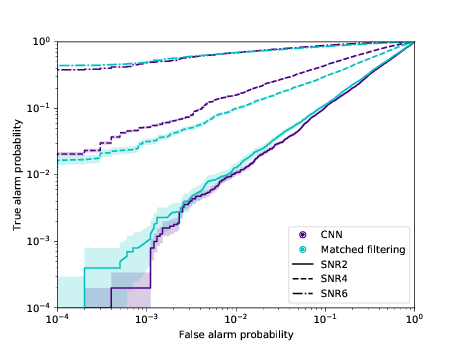 10⁰
10⁻¹
10⁻²
10⁻³
10⁻⁴
True alarm probability
CNN
Matched filtering
SNR2
SNR4
SNR6
10⁻⁴ 10⁻³ 10⁻² 10⁻¹ 10⁰
False alarm probability